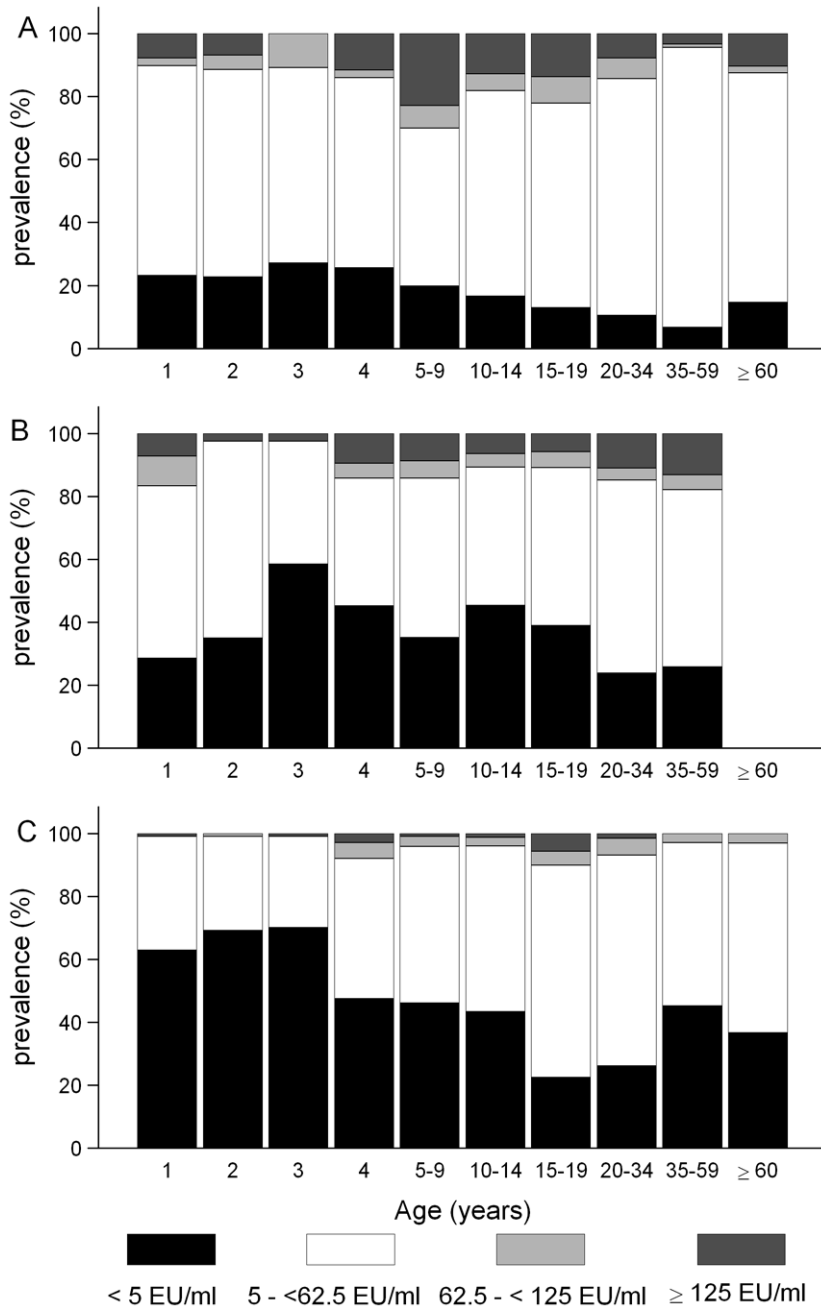 A
prevalence (%)
100
80
60
40
20
0
1 2 3 4 5-9 10-14 15-19 20-34 35-59 ≥ 60
B
prevalence (%)
100
80
60
40
20
0
1 2 3 4 5-9 10-14 15-19 20-34 35-59 ≥ 60
C
prevalence (%)
100
80
60
40
20
0
1 2 3 4 5-9 10-14 15-19 20-34 35-59 ≥ 60
Age (years)
< 5 EU/ml 5 - <62.5 EU/ml 62.5 - < 125 EU/ml ≥ 125 EU/ml